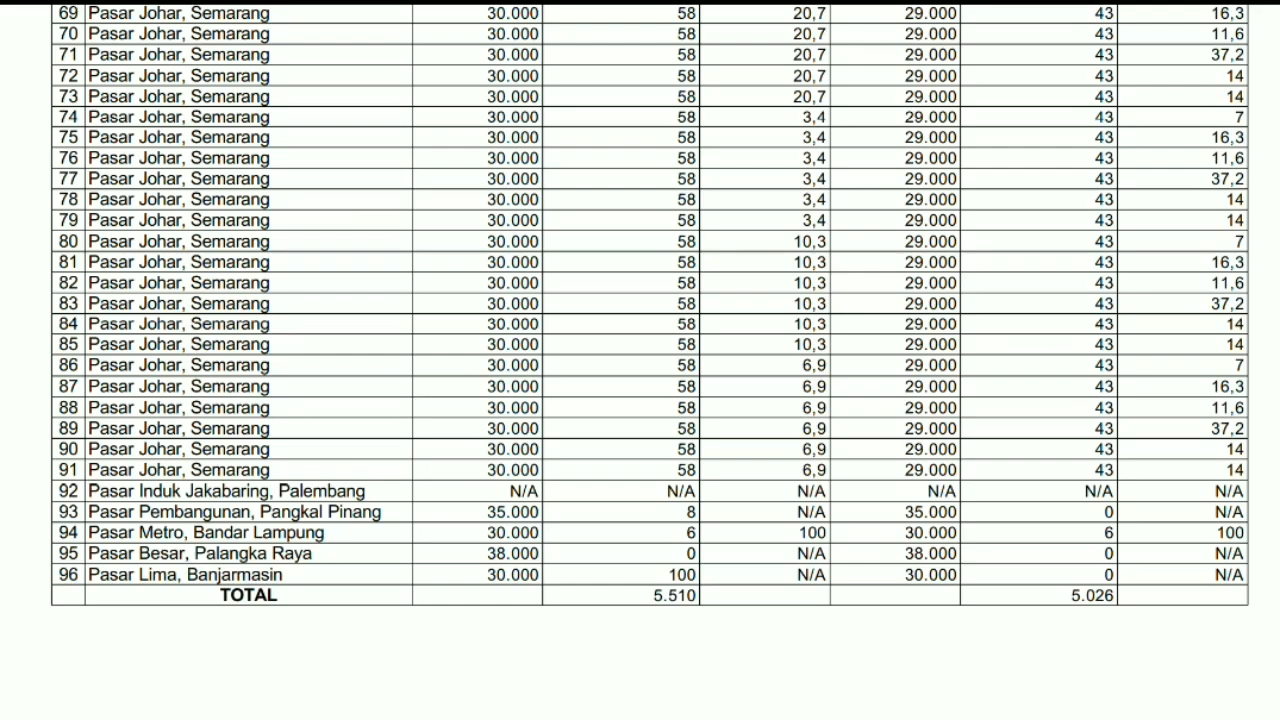 69 Pasar Johar, Semarang 30.000 58 20,7 29.000 43 16,3
70 Pasar Johar, Semarang 30.000 58 20,7 29.000 43 11,6
71 Pasar Johar, Semarang 30.000 58 20,7 29.000 43 37,2
72 Pasar Johar, Semarang 30.000 58 20,7 29.000 43 14
73 Pasar Johar, Semarang 30.000 58 20,7 29.000 43 14
74 Pasar Johar, Semarang 30.000 58 3,4 29.000 43 7
75 Pasar Johar, Semarang 30.000 58 3,4 29.000 43 16,3
76 Pasar Johar, Semarang 30.000 58 3,4 29.000 43 11,6
77 Pasar Johar, Semarang 30.000 58 3,4 29.000 43 37,2
78 Pasar Johar, Semarang 30.000 58 3,4 29.000 43 14
79 Pasar Johar, Semarang 30.000 58 3,4 29.000 43 14
80 Pasar Johar, Semarang 30.000 58 10,3 29.000 43 7
81 Pasar Johar, Semarang 30.000 58 10,3 29.000 43 16,3
82 Pasar Johar, Semarang 30.000 58 10,3 29.000 43 11,6
83 Pasar Johar, Semarang 30.000 58 10,3 29.000 43 37,2
84 Pasar Johar, Semarang 30.000 58 10,3 29.000 43 14
85 Pasar Johar, Semarang 30.000 58 10,3 29.000 43 14
86 Pasar Johar, Semarang 30.000 58 6,9 29.000 43 7
87 Pasar Johar, Semarang 30.000 58 6,9 29.000 43 16,3
88 Pasar Johar, Semarang 30.000 58 6,9 29.000 43 11,6
89 Pasar Johar, Semarang 30.000 58 6,9 29.000 43 37,2
90 Pasar Johar, Semarang 30.000 58 6,9 29.000 43 14
91 Pasar Johar, Semarang 30.000 58 6,9 29.000 43 14
92 Pasar Induk Jakabaring, Palembang N/A N/A N/A N/A N/A N/A
93 Pasar Pembangunan, Pangkal Pinang 35.000 8 N/A 35.000 0 N/A
94 Pasar Metro, Bandar Lampung 30.000 6 100 30.000 6 100
95 Pasar Besar, Palangka Raya 38.000 0 N/A 38.000 0 N/A
96 Pasar Lima, Banjarmasin 30.000 100 N/A 30.000 0 N/A
TOTAL 5.510 5.026